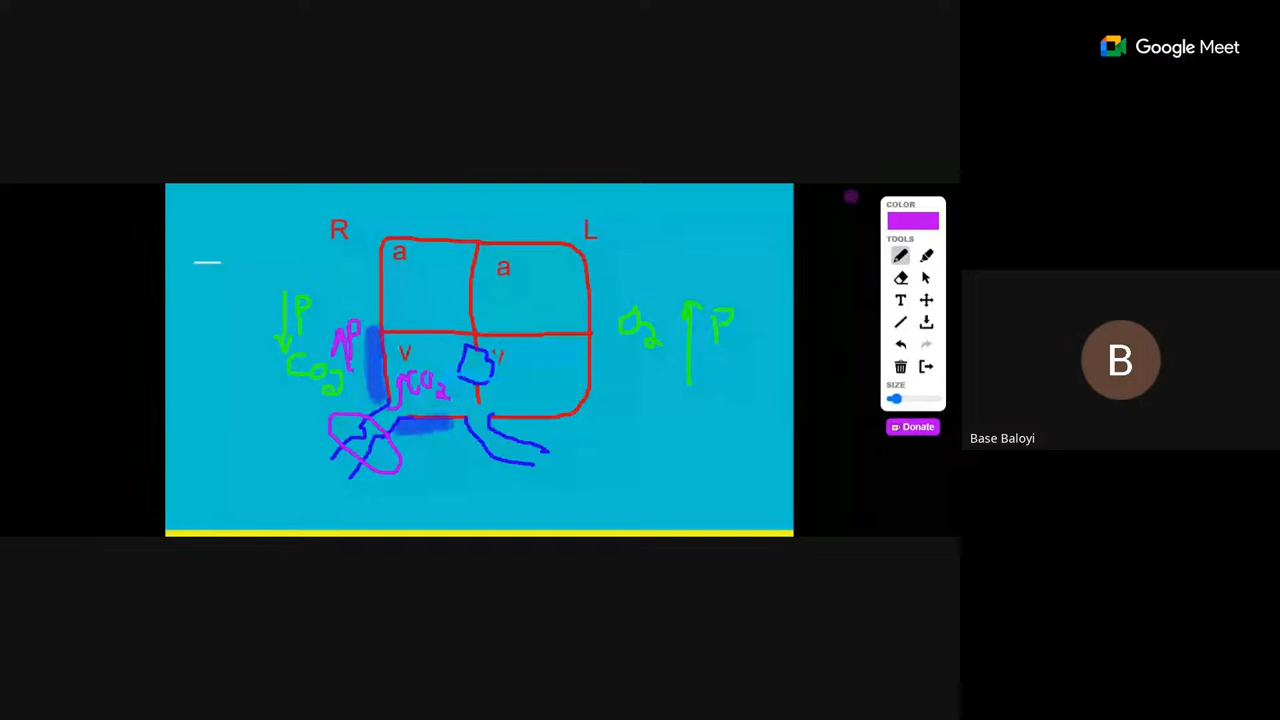 Google Meet
R
L
a
a
P
P
CO2
O2
P
v
v
CO2
COLOR
TOOLS
T
SIZE
Donate
B
Base Baloyi